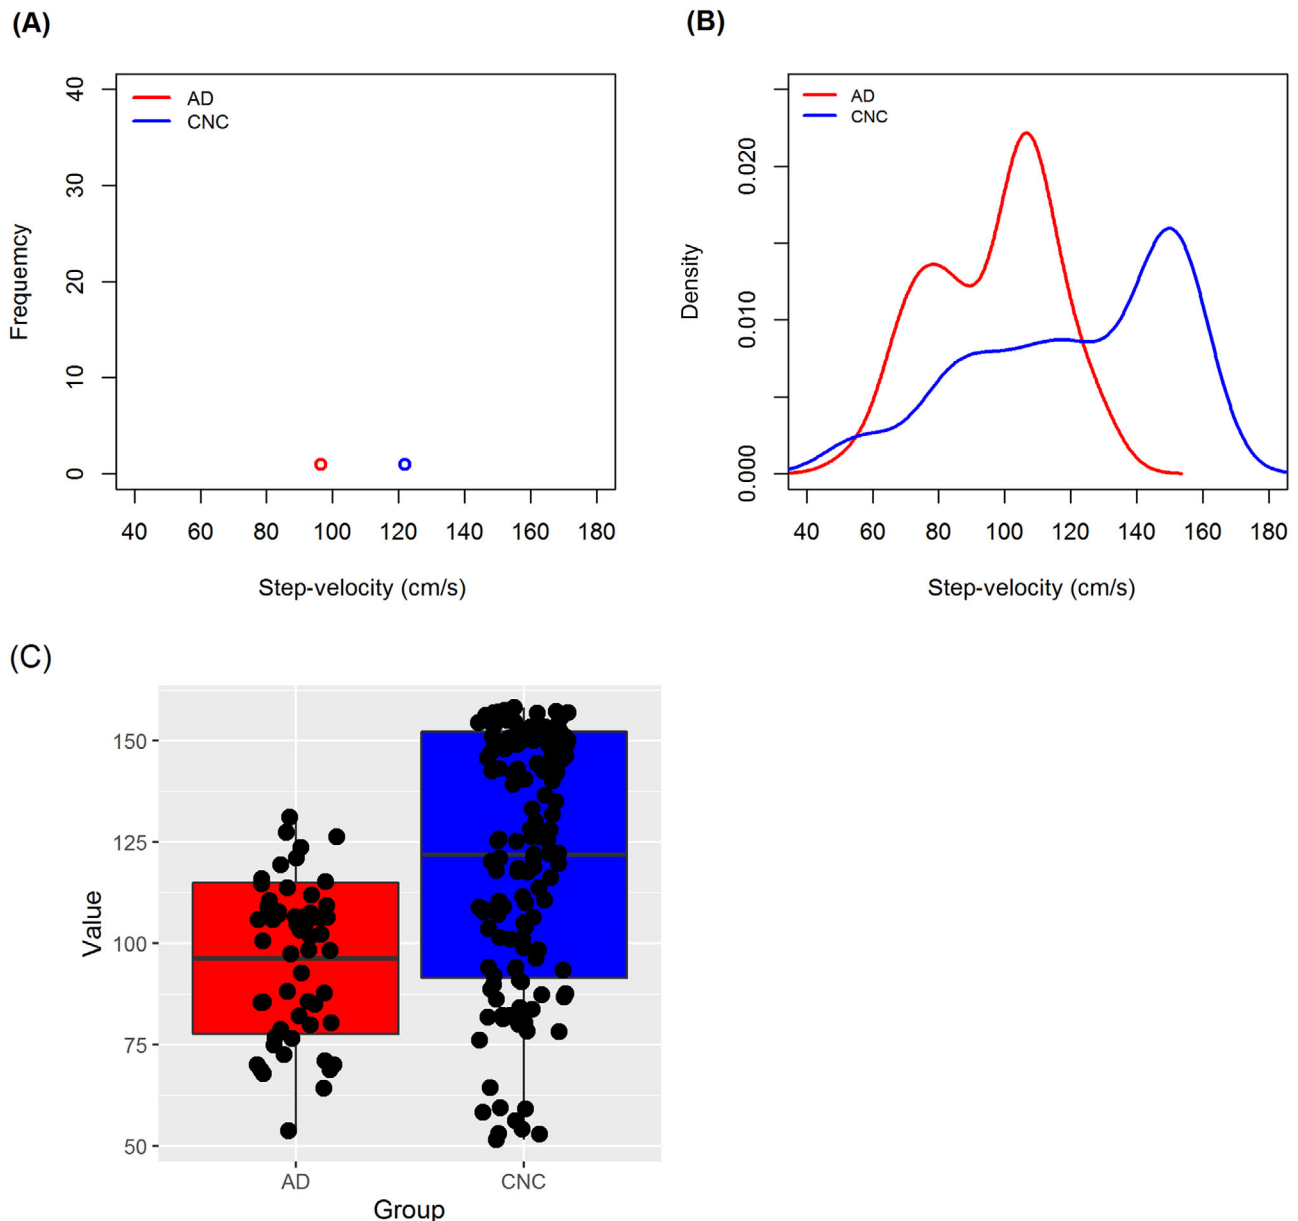 (A)
AD
CNC
40
30
20
10
0
Frequemcy
40 60 80 100 120 140 160 180
Step-velocity (cm/s)
(B)
AD
CNC
0.020
0.010
0.000
Density
40 60 80 100 120 140 160 180
Step-velocity (cm/s)
(C)
150
125
100
75
50
Value
AD CNC
Group